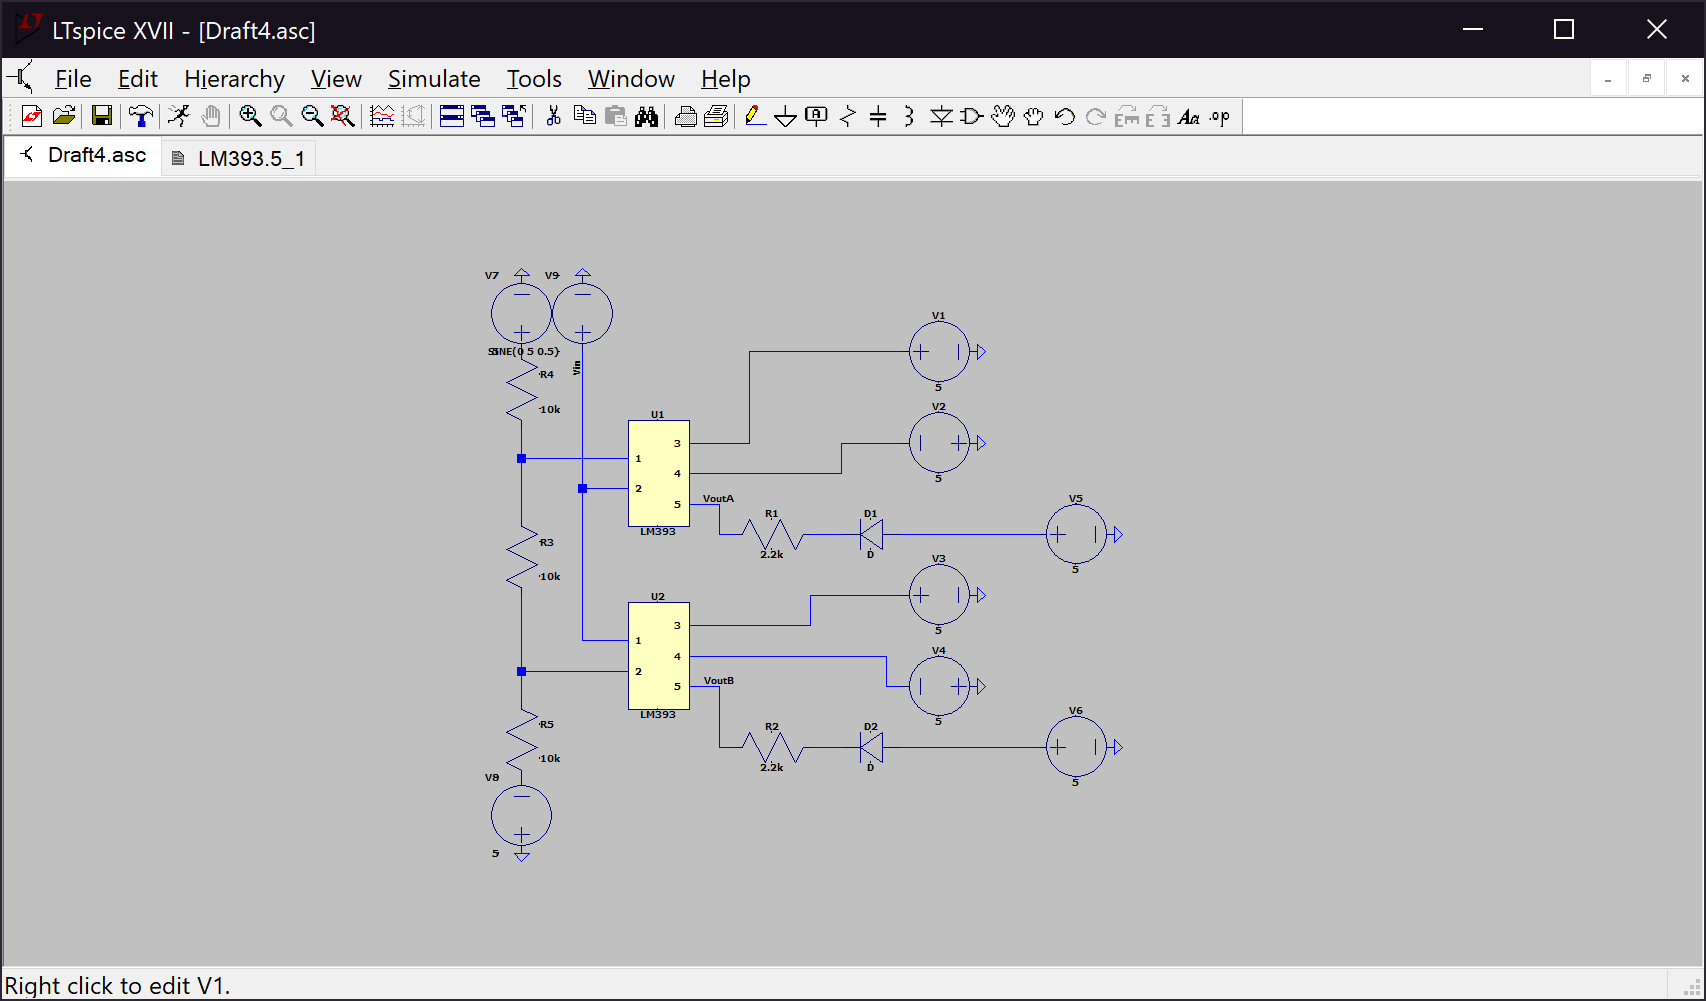 LTspice XVII - [Draft4.asc]
File Edit Hierarchy View Simulate Tools Window Help
A Aa .op
Draft4.asc LM393.5_1
V7 V9
V1
5
SINE(0 5 0.5)
Vin
R4
10k
V2
5
U1
3
1
4
2
5
LM393
VoutA
R1
2.2k
D1
D
V5
5
R3
10k
V3
5
U2
3
1
4
2
5
LM393
VoutB
V4
5
R2
2.2k
D2
D
V6
5
R5
10k
V8
5
Right click to edit V1.